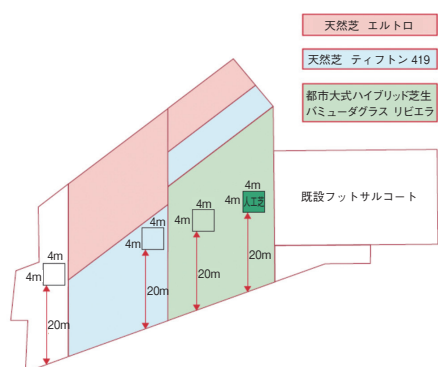 天然芝 エルトロ
天然芝 ティフトン 419
都市大式ハイブリッド芝生
バミューダグラス リビエラ
4m
4m
人工芝
既設フットサルコート
4m
4m
4m
4m
4m
4m
20m
20m
20m
20m